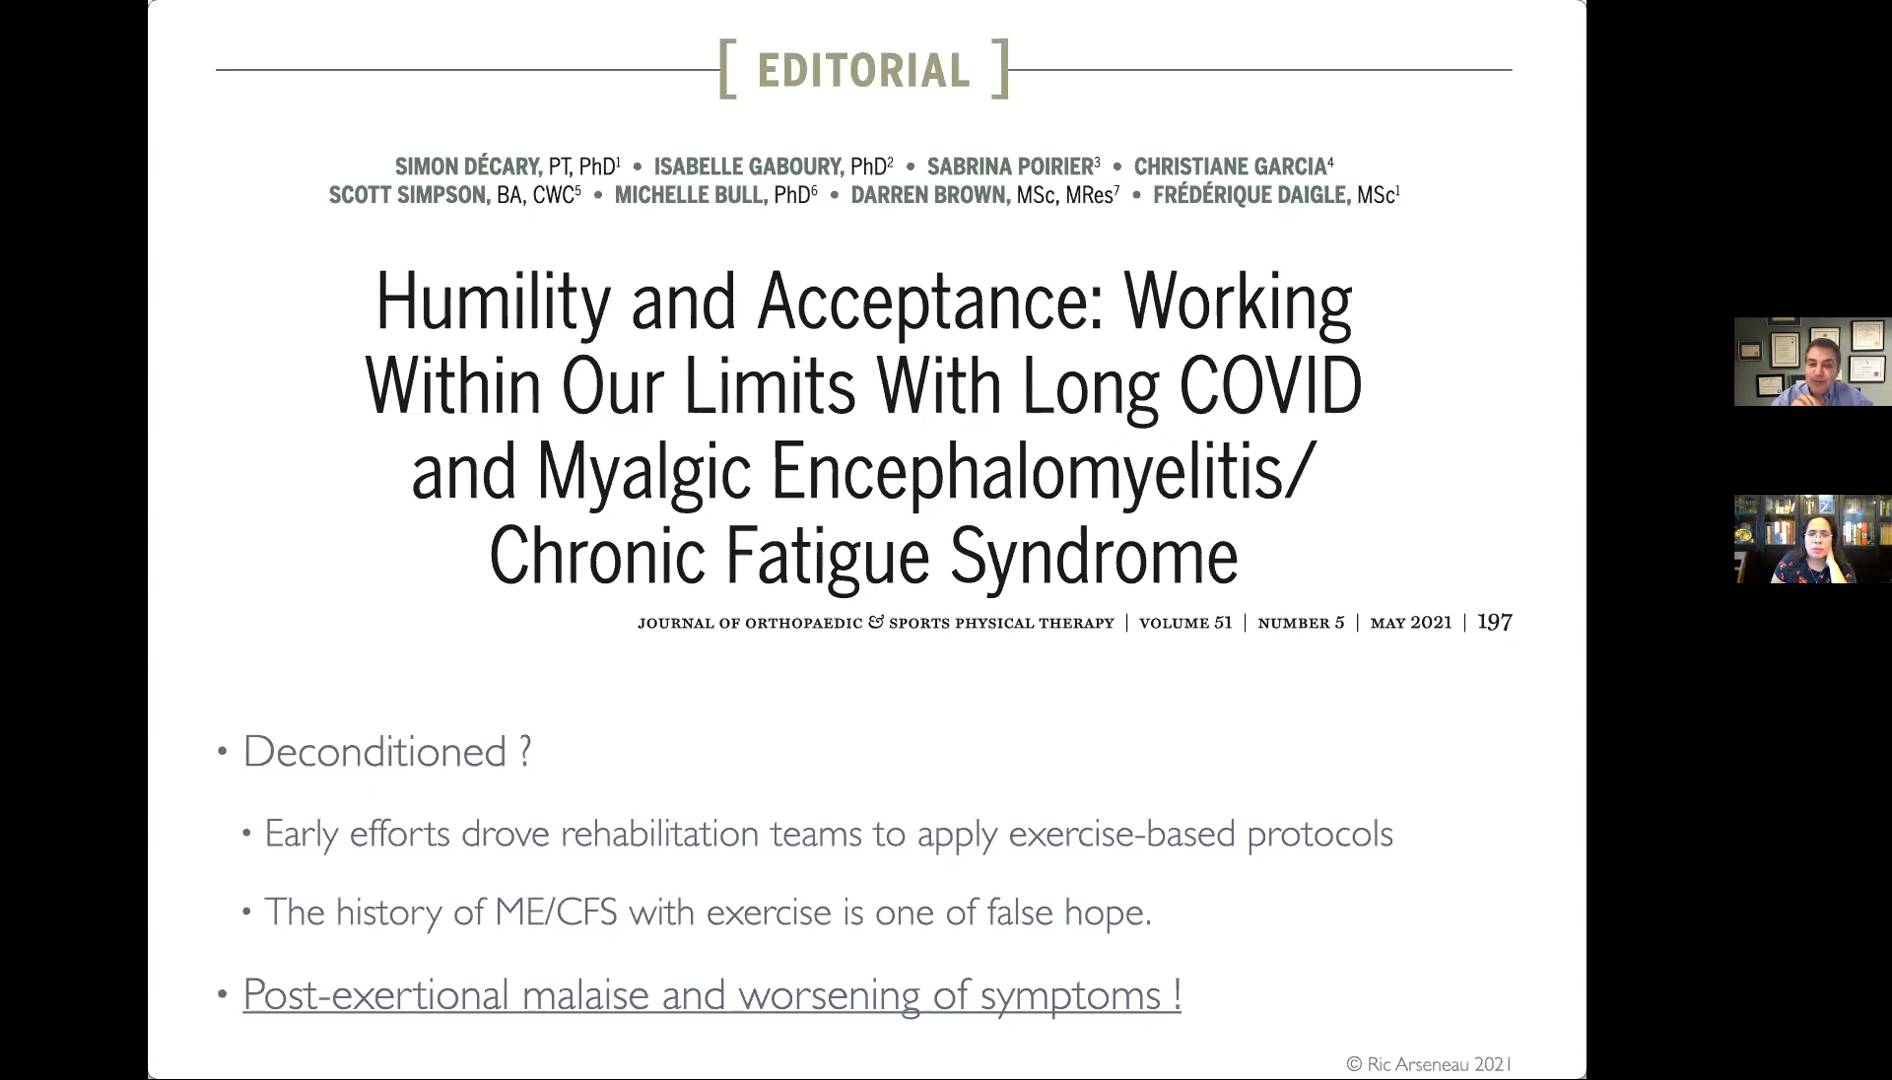 [ EDITORIAL ]
SIMON DÉCARY, PT, PhD¹ • ISABELLE GABOURY, PhD² • SABRINA POIRIER³ • CHRISTIANE GARCIA⁴
SCOTT SIMPSON, BA, CWC⁵ • MICHELLE BULL, PhD⁶ • DARREN BROWN, MSc, MRes⁷ • FRÉDÉRIQUE DAIGLE, MSc¹
Humility and Acceptance: Working
Within Our Limits With Long COVID
and Myalgic Encephalomyelitis/
Chronic Fatigue Syndrome
JOURNAL OF ORTHOPAEDIC & SPORTS PHYSICAL THERAPY | VOLUME 51 | NUMBER 5 | MAY 2021 | 197
• Deconditioned ?
• Early efforts drove rehabilitation teams to apply exercise-based protocols
• The history of ME/CFS with exercise is one of false hope.
• Post-exertional malaise and worsening of symptoms !
© Ric Arseneau 2021